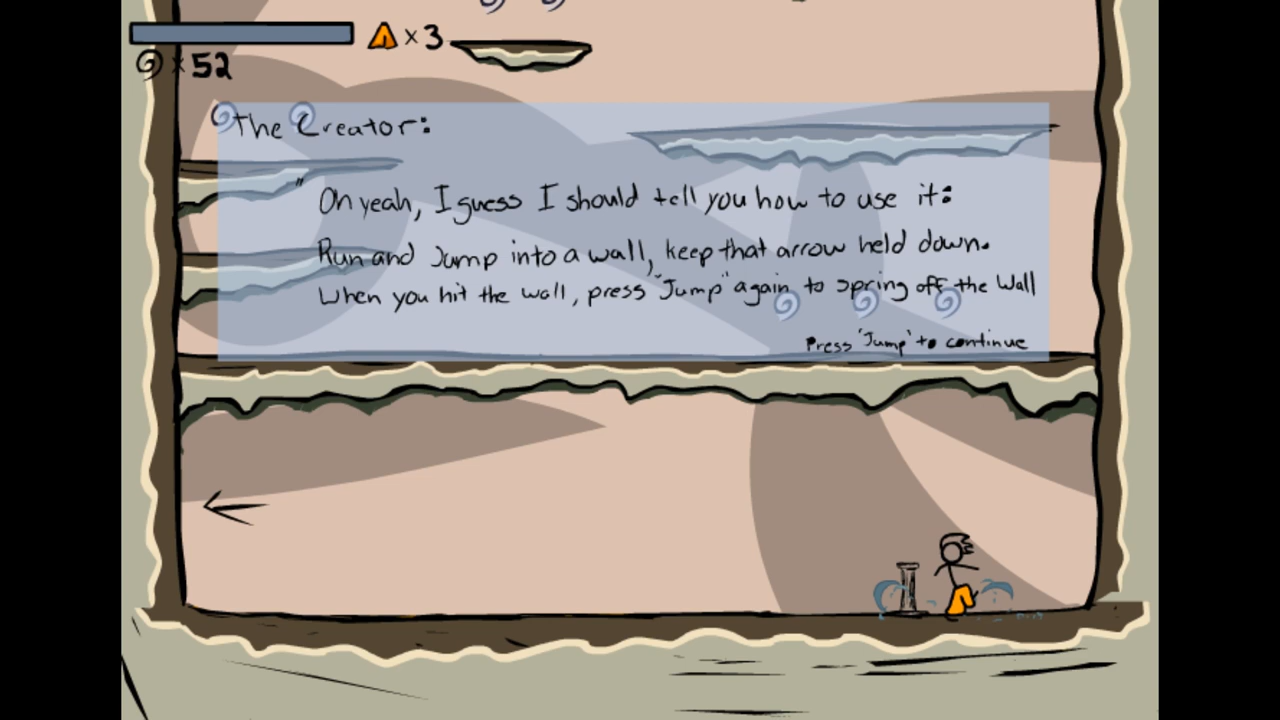 × 3
× 52
The Creator:
"Oh yeah, I guess I should tell you how to use it:
Run and Jump into a wall, keep that arrow held down.
When you hit the wall, press "Jump" again to spring off the Wall
Press 'Jump' to continue